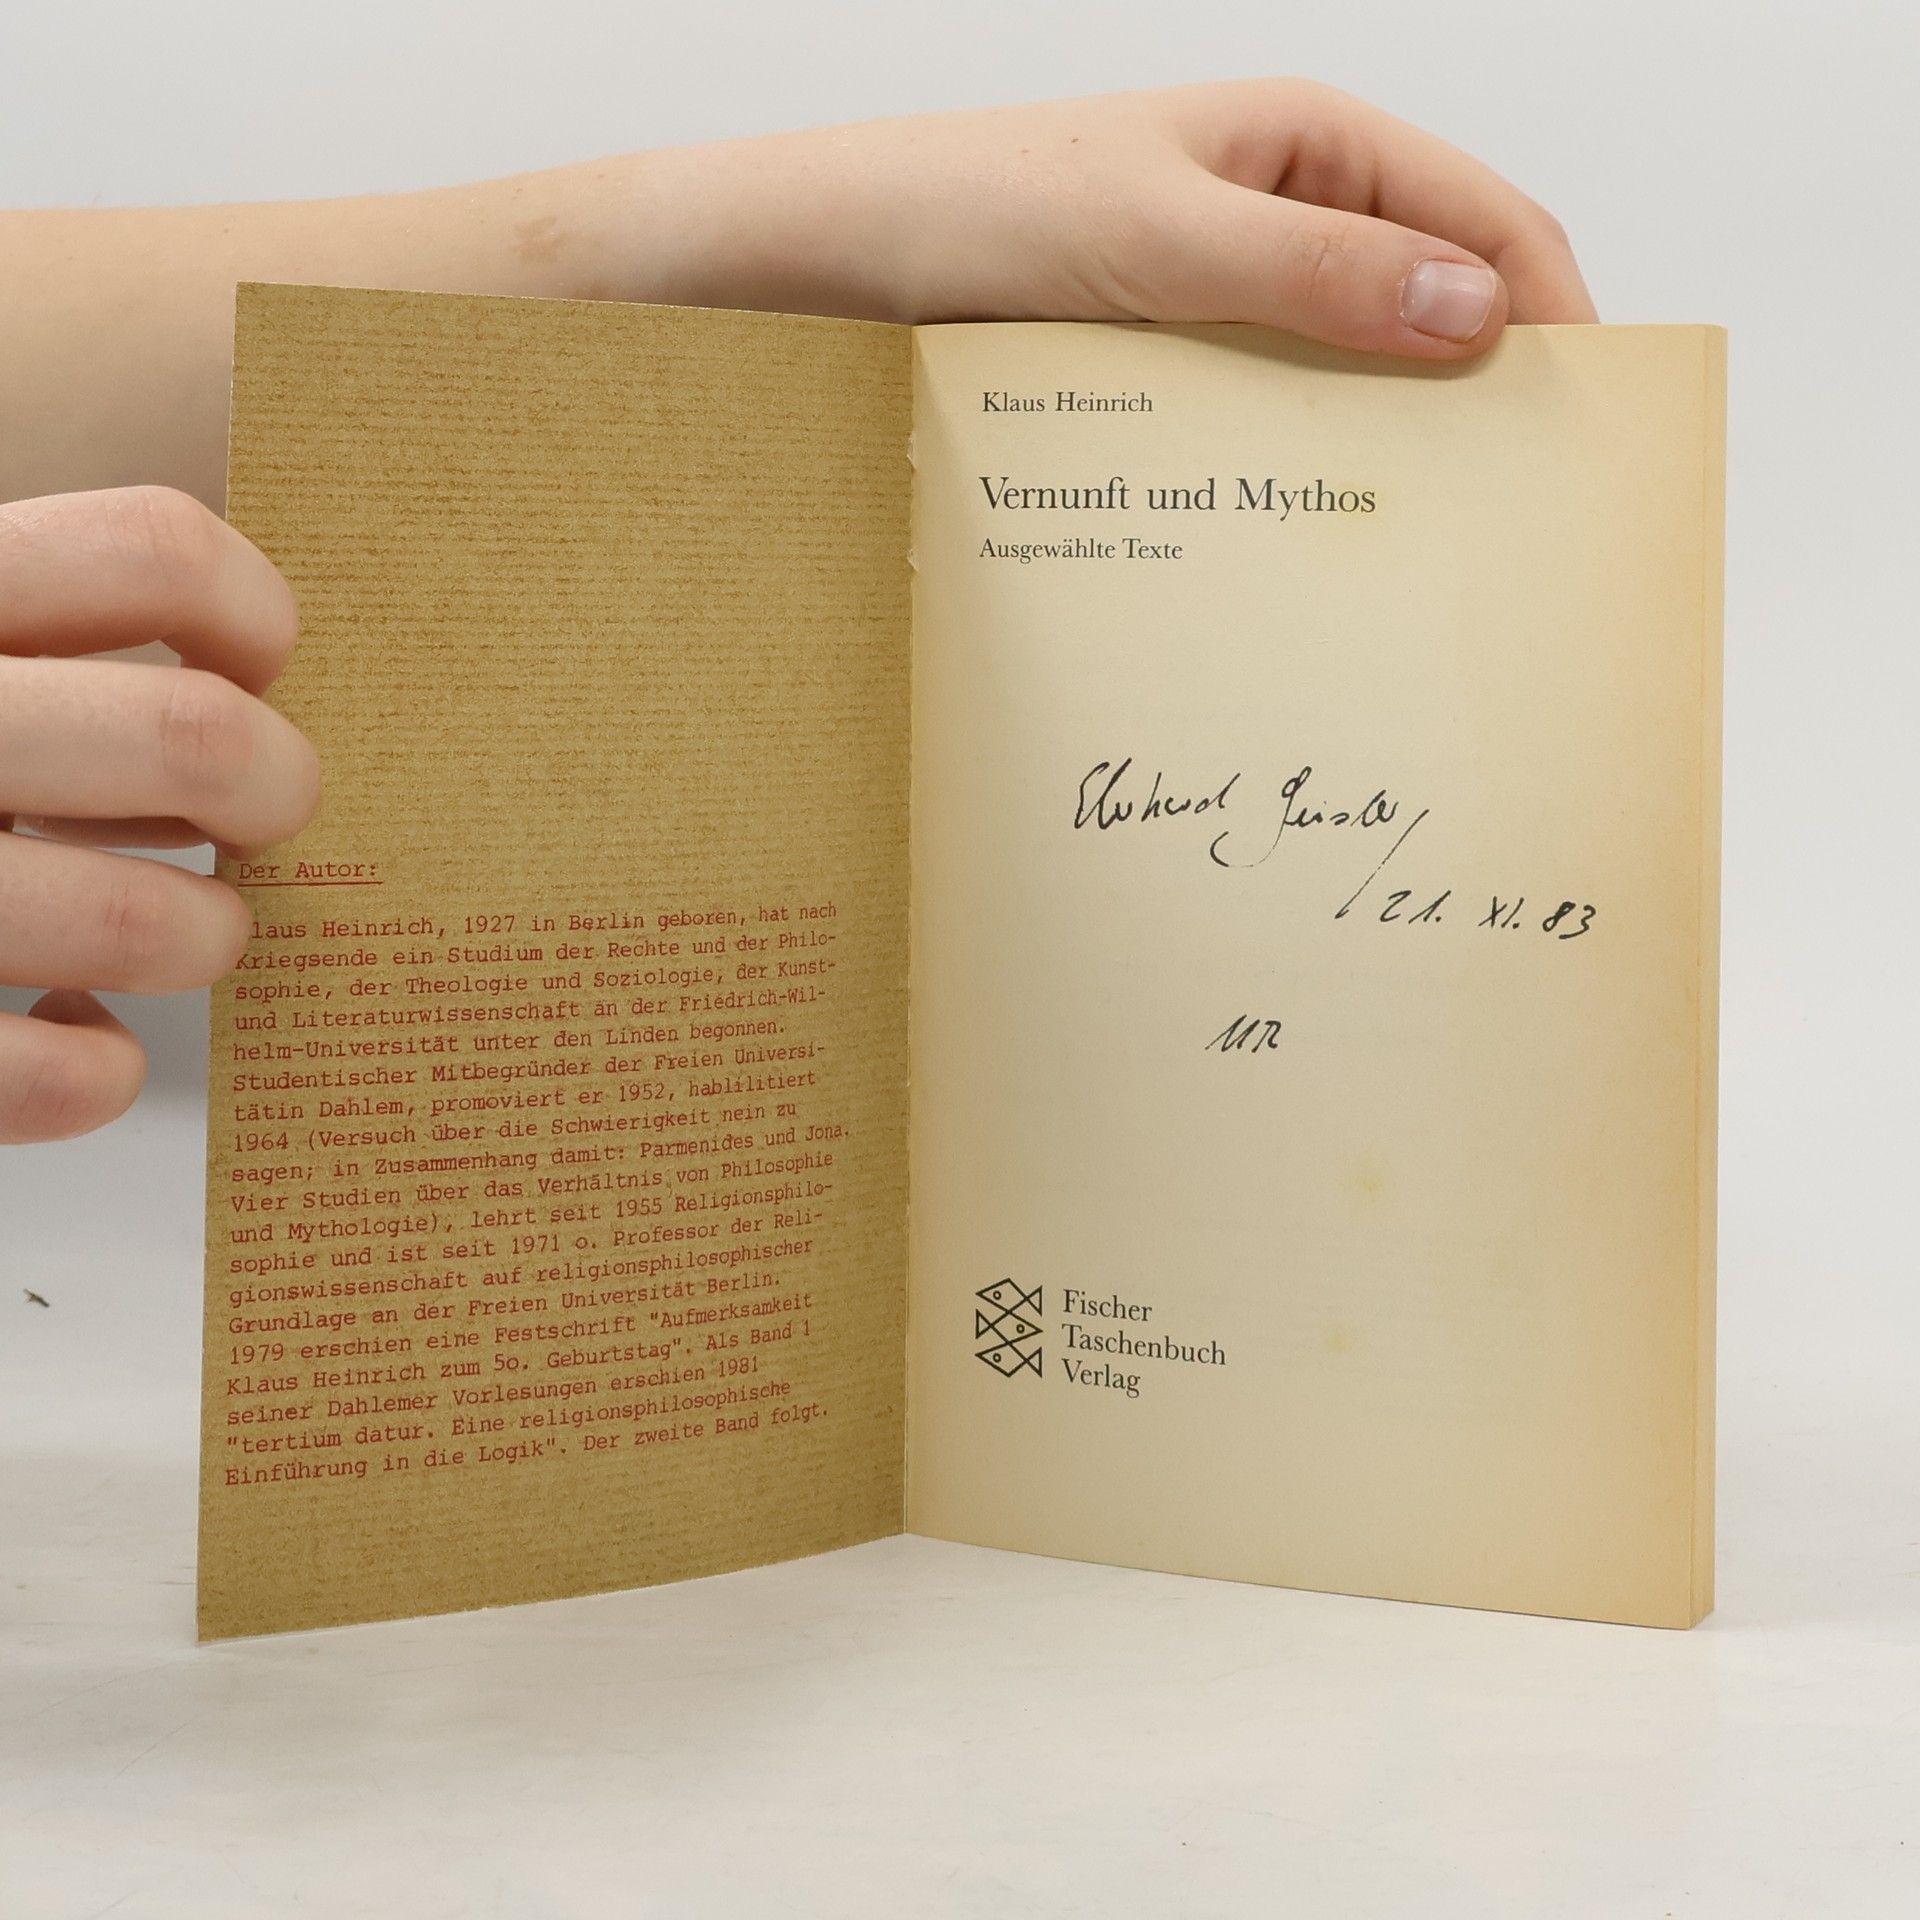 Der Autor:
laus Heinrich, 1927 in Berlin geboren, hat nach
Kriegsende ein Studium der Rechte und der Philo-
sophie, der Theologie und Soziologie, der Kunst-
und Literaturwissenschaft an der Friedrich-Wil-
helm-Universität unter den Linden begonnen.
Studentischer Mitbegründer der Freien Universi-
tätin Dahlem, promoviert er 1952, hablilitiert
1964 (Versuch über die Schwierigkeit nein zu
sagen; in Zusammenhang damit: Parmenides und Jona.
Vier Studien über das Verhältnis von Philosophie
und Mythologie), lehrt seit 1955 Religionsphilo-
sophie und ist seit 1971 o. Professor der Reli-
gionswissenschaft auf religionsphilosophischer
Grundlage an der Freien Universität Berlin.
1979 erschien eine Festschrift "Aufmerksamkeit
Klaus Heinrich zum 5o. Geburtstag". Als Band 1
seiner Dahlemer Vorlesungen erschien 1981
"tertium datur. Eine religionsphilosophische
Einführung in die Logik". Der zweite Band folgt.
Klaus Heinrich
Vernunft und Mythos
Ausgewählte Texte
Eberhard Geisler
21. XI. 83
Fischer
Taschenbuch
Verlag